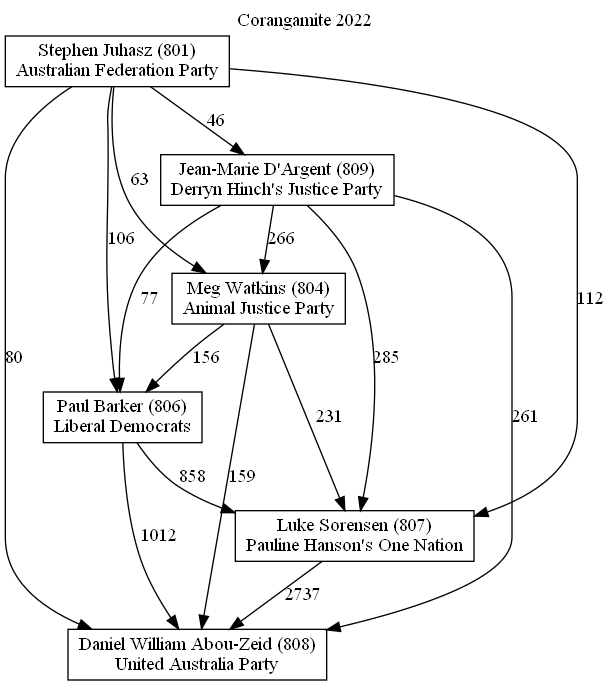 Corangamite 2022
Stephen Juhasz (801)
Australian Federation Party
46
Jean-Marie D'Argent (809)
Derryn Hinch's Justice Party
63
106
266
77
Meg Watkins (804)
Animal Justice Party
112
80
156
285
Paul Barker (806)
Liberal Democrats
231
261
858
159
Luke Sorensen (807)
Pauline Hanson's One Nation
1012
2737
Daniel William Abou-Zeid (808)
United Australia Party